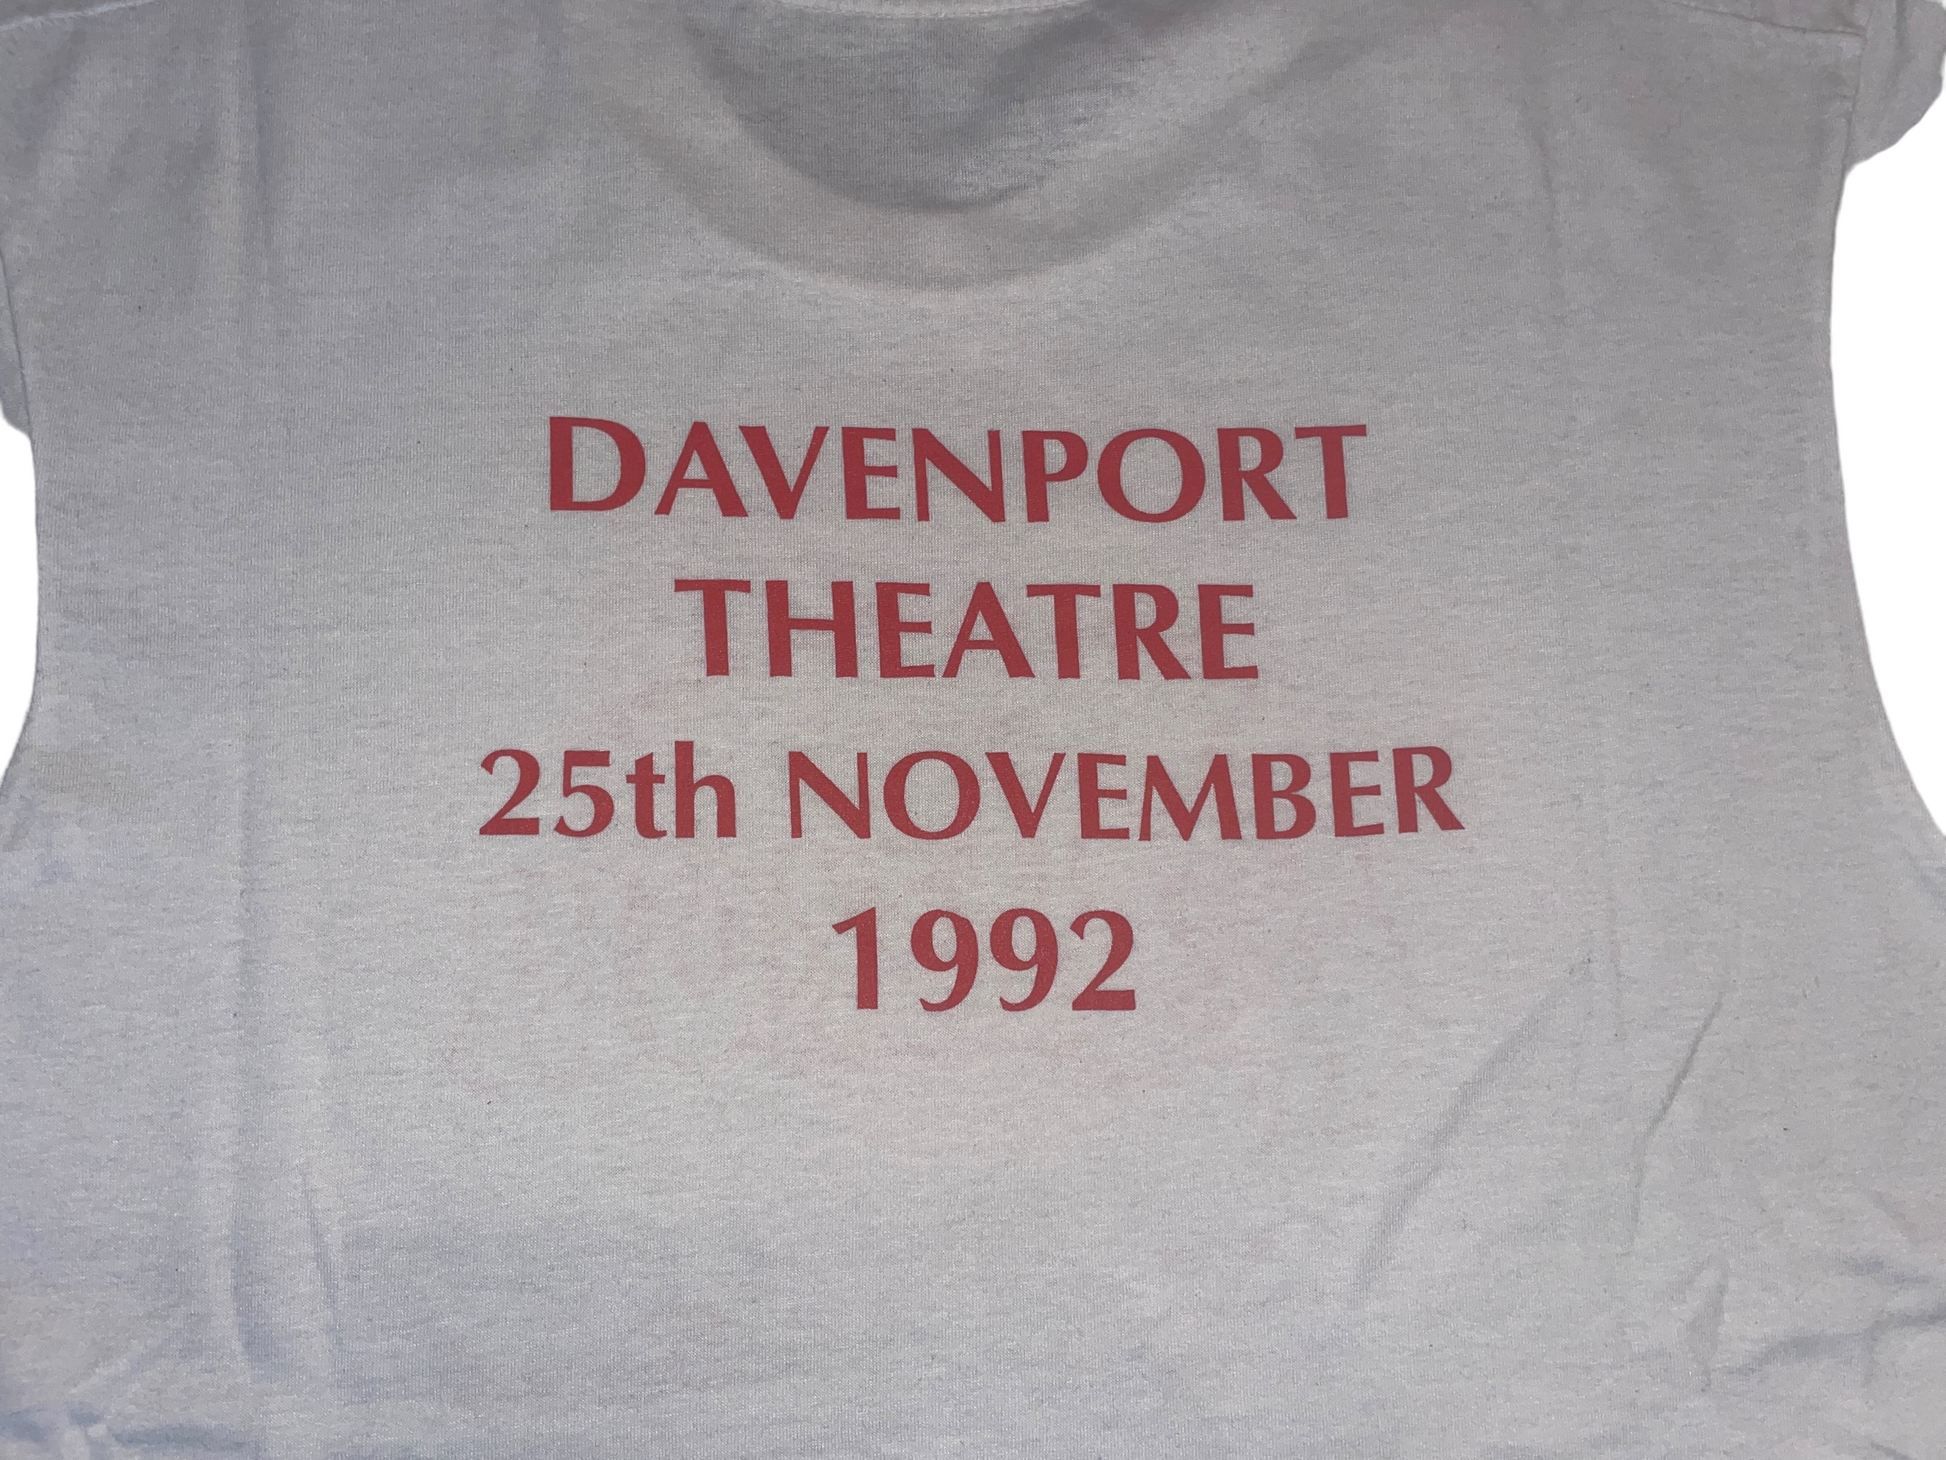 DAVENPORT
THEATRE
25th NOVEMBER
1992